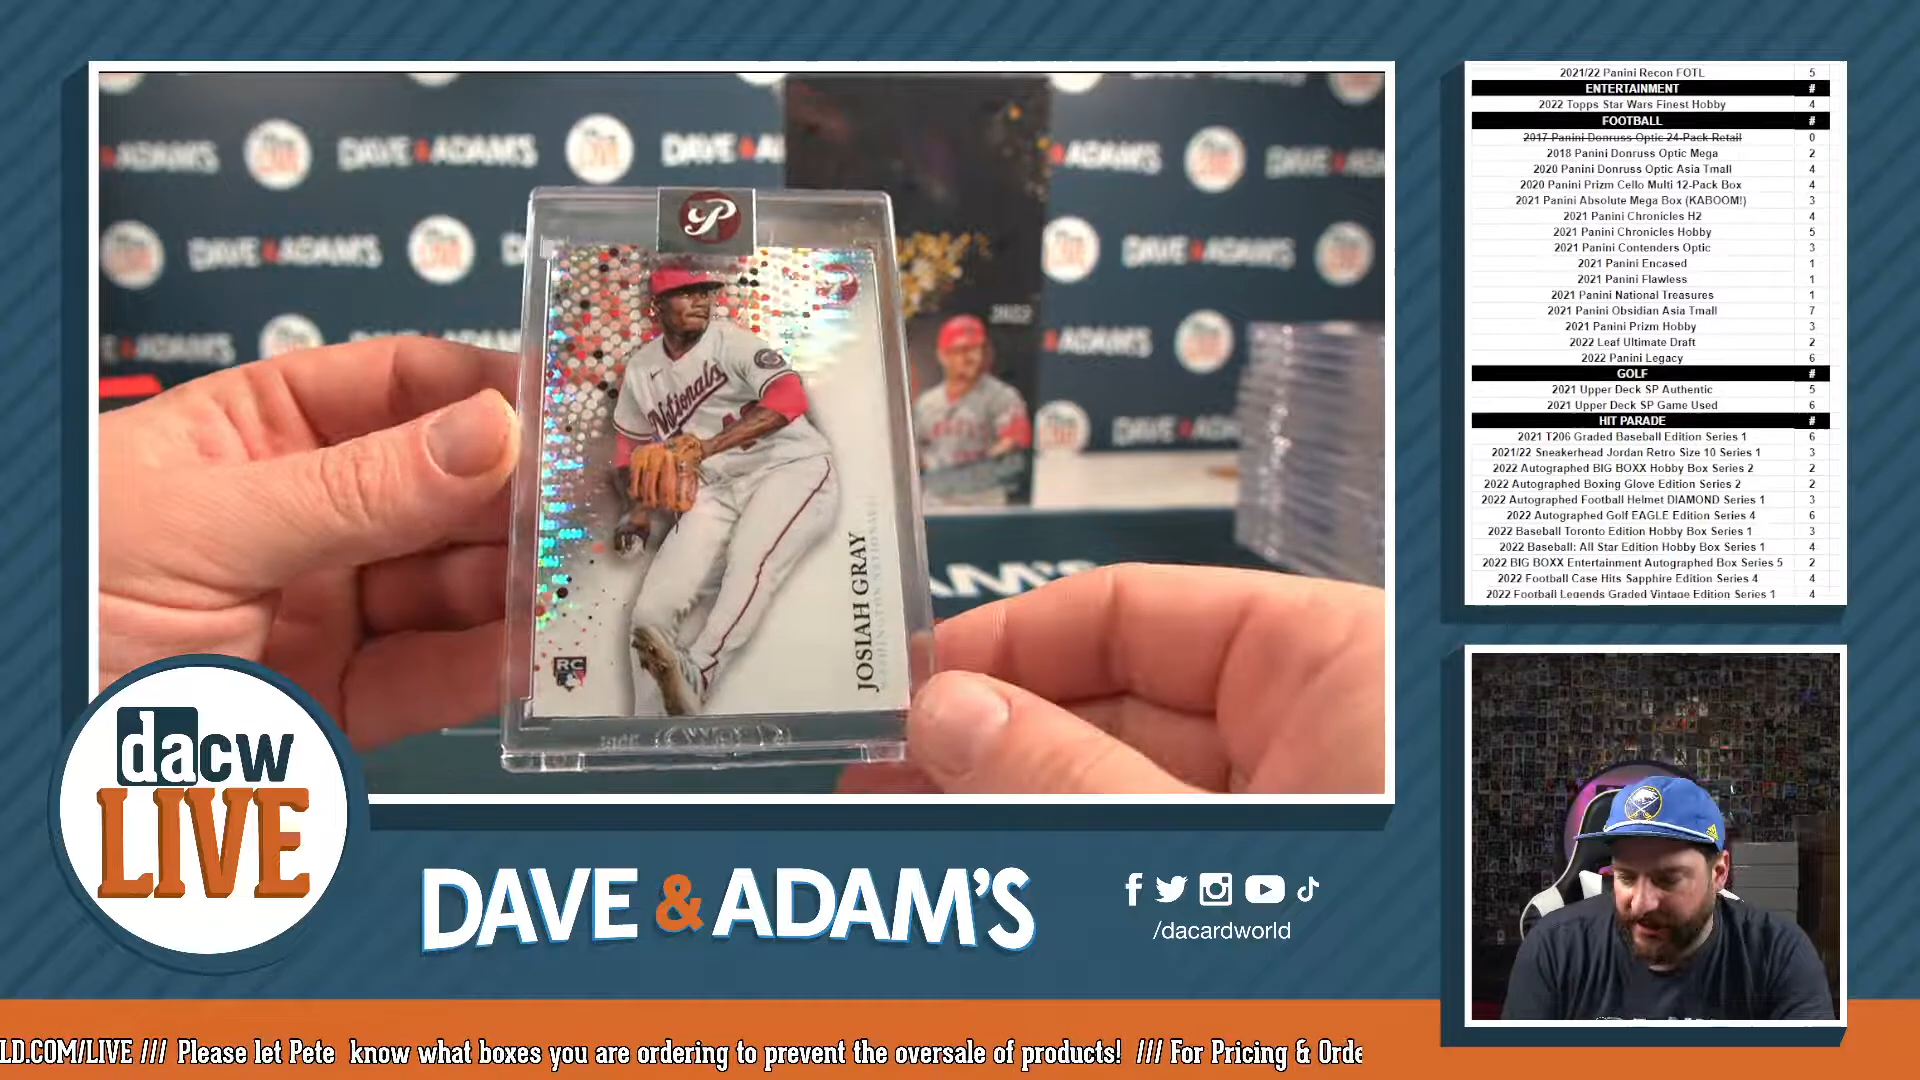 DAVE & ADAM'S
DAVE & ADAM'S
P
Nationals
JOSIAH GRAY
WASHINGTON NATIONALS
RC
2022
dacw
LIVE
DAVE & ADAM'S
/dacardworld
LD.COM/LIVE /// Please let Pete know what boxes you are ordering to prevent the oversale of products! /// For Pricing & Orde
2021/22 Panini Recon FOTL 5
ENTERTAINMENT #
2022 Topps Star Wars Finest Hobby 4
FOOTBALL #
2017 Panini Donruss Optic 24-Pack Retail 0
2018 Panini Donruss Optic Mega 2
2020 Panini Donruss Optic Asia Tmall 4
2020 Panini Prizm Cello Multi 12-Pack Box 4
2021 Panini Absolute Mega Box (KABOOM!) 3
2021 Panini Chronicles H2 4
2021 Panini Chronicles Hobby 5
2021 Panini Contenders Optic 3
2021 Panini Encased 1
2021 Panini Flawless 1
2021 Panini National Treasures 1
2021 Panini Obsidian Asia Tmall 7
2021 Panini Prizm Hobby 3
2022 Leaf Ultimate Draft 2
2022 Panini Legacy 6
GOLF #
2021 Upper Deck SP Authentic 5
2021 Upper Deck SP Game Used 6
HIT PARADE #
2021 T206 Graded Baseball Edition Series 1 6
2021/22 Sneakerhead Jordan Retro Size 10 Series 1 3
2022 Autographed BIG BOXX Hobby Box Series 2 2
2022 Autographed Boxing Glove Edition Series 2 2
2022 Autographed Football Helmet DIAMOND Series 1 3
2022 Autographed Golf EAGLE Edition Series 4 6
2022 Baseball Toronto Edition Hobby Box Series 1 3
2022 Baseball: All Star Edition Hobby Box Series 1 4
2022 BIG BOXX Entertainment Autographed Box Series 5 2
2022 Football Case Hits Sapphire Edition Series 4 4
2022 Football Legends Graded Vintage Edition Series 1 4